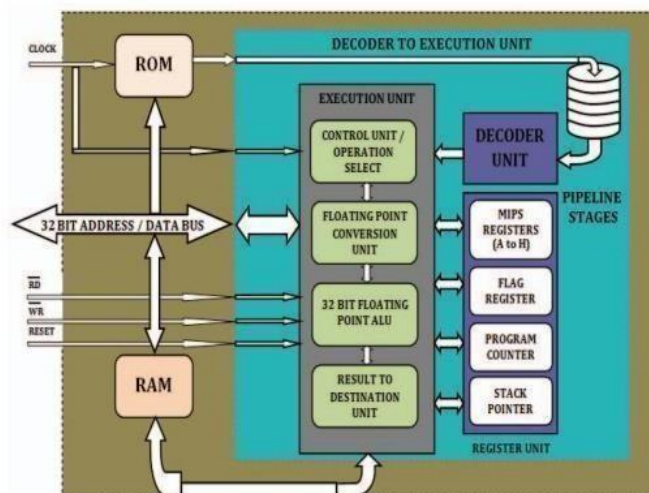 CLOCK
ROM
DECODER TO EXECUTION UNIT
EXECUTION UNIT
CONTROL UNIT /
OPERATION
SELECT
DECODER
UNIT
PIPELINE
STAGES
32 BIT ADDRESS / DATA BUS
FLOATING POINT
CONVERSION
UNIT
MIPS
REGISTERS
(A to H)
RD
WR
RESET
32 BIT FLOATING
POINT ALU
FLAG
REGISTER
PROGRAM
COUNTER
RAM
RESULT TO
DESTINATION
UNIT
STACK
POINTER
REGISTER UNIT